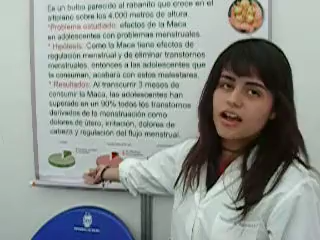 Es un bulbo parecido al rabanito que crece en el
altiplano sobre los 4,000 metros de altura.
*Problema estudiado: efectos de la Maca
en adolescentes con problemas menstruales.
* Hipótesis: Como la Maca tiene efectos de
regulación menstrual y de eliminar transtornos
menstruales, entonces a las adolescentes que
la consuman, acabará con estos malestares.
* Resultados: Al transcurrir 3 meses de
consumir la Maca, las adolescentes han
superado en un 90% todos los transtornos
derivados de la menstruación como
dolores de útero, irritación, dolores de
cabeza y regulación del flujo menstrual.